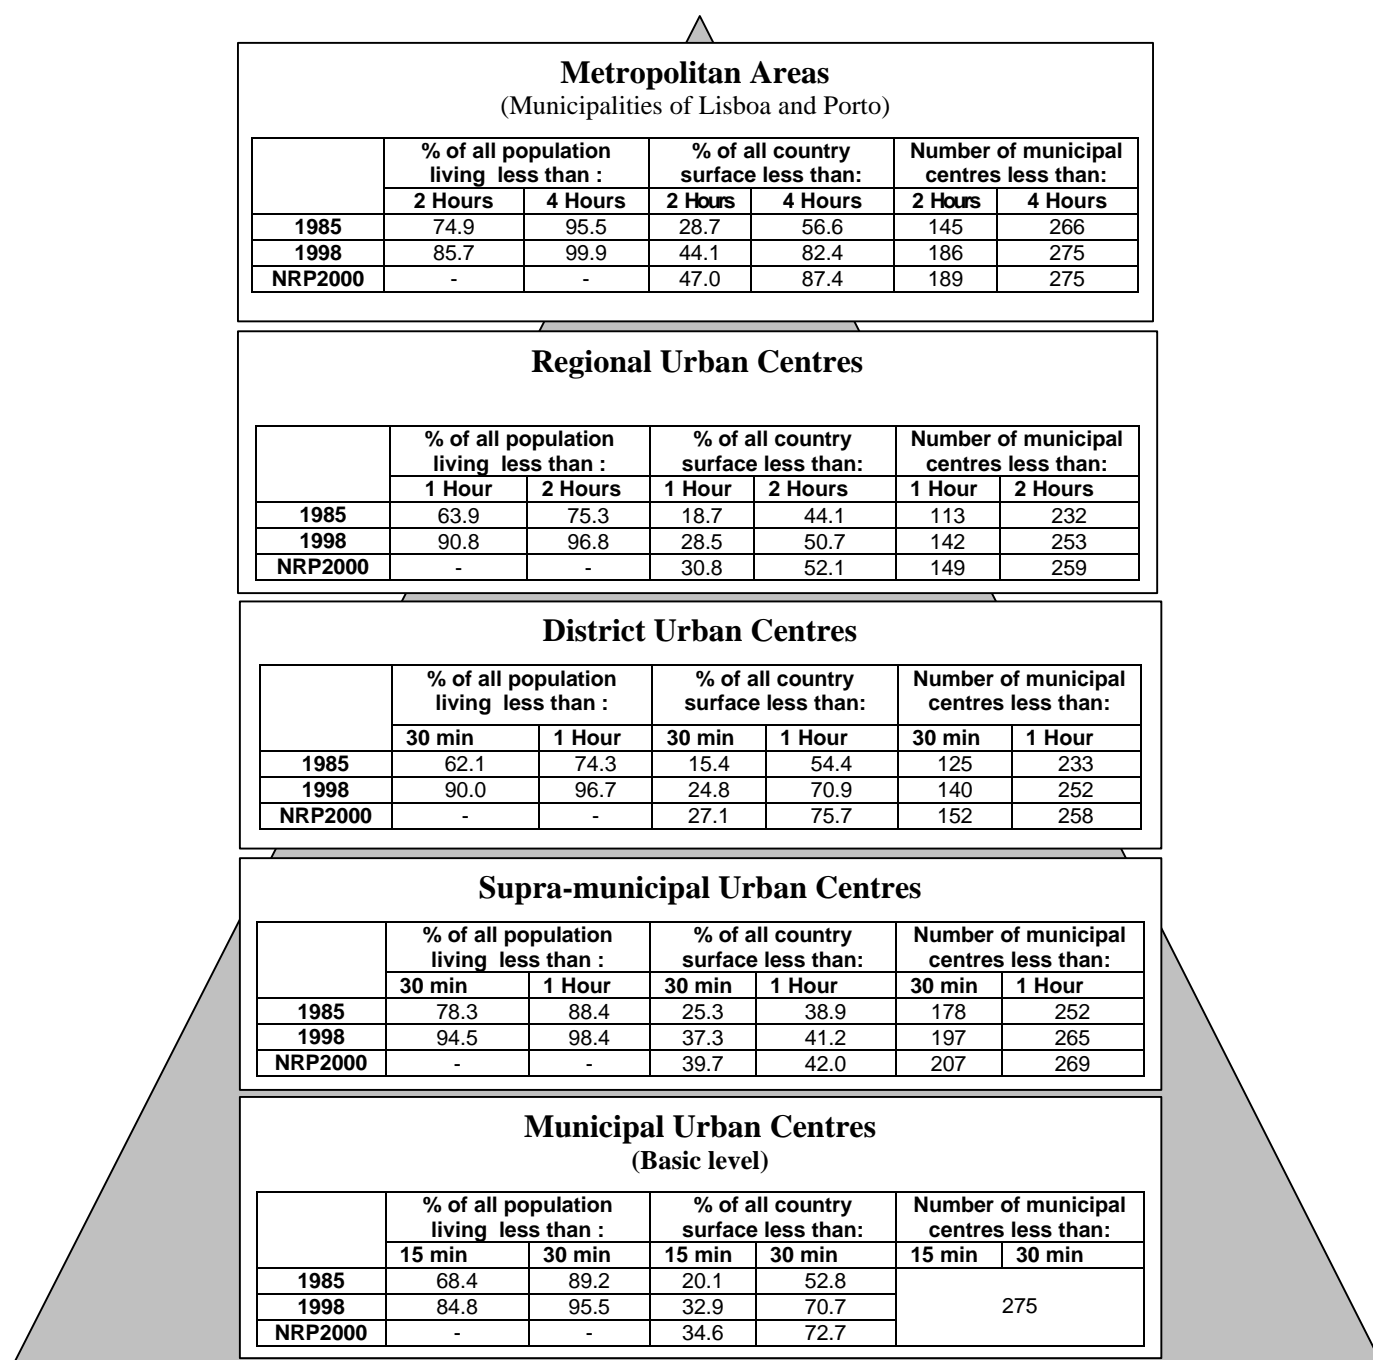 Metropolitan Areas
(Municipalities of Lisboa and Porto)
% of all population living less than : % of all country surface less than: Number of municipal centres less than:
2 Hours 4 Hours 2 Hours 4 Hours 2 Hours 4 Hours
1985 74.9 95.5 28.7 56.6 145 266
1998 85.7 99.9 44.1 82.4 186 275
NRP2000 - - 47.0 87.4 189 275
Regional Urban Centres
% of all population living less than : % of all country surface less than: Number of municipal centres less than:
1 Hour 2 Hours 1 Hour 2 Hours 1 Hour 2 Hours
1985 63.9 75.3 18.7 44.1 113 232
1998 90.8 96.8 28.5 50.7 142 253
NRP2000 - - 30.8 52.1 149 259
District Urban Centres
% of all population living less than : % of all country surface less than: Number of municipal centres less than:
30 min 1 Hour 30 min 1 Hour 30 min 1 Hour
1985 62.1 74.3 15.4 54.4 125 233
1998 90.0 96.7 24.8 70.9 140 252
NRP2000 - - 27.1 75.7 152 258
Supra-municipal Urban Centres
% of all population living less than : % of all country surface less than: Number of municipal centres less than:
30 min 1 Hour 30 min 1 Hour 30 min 1 Hour
1985 78.3 88.4 25.3 38.9 178 252
1998 94.5 98.4 37.3 41.2 197 265
NRP2000 - - 39.7 42.0 207 269
Municipal Urban Centres
(Basic level)
% of all population living less than : % of all country surface less than: Number of municipal centres less than:
15 min 30 min 15 min 30 min 15 min 30 min
1985 68.4 89.2 20.1 52.8
1998 84.8 95.5 32.9 70.7 275
NRP2000 - - 34.6 72.7